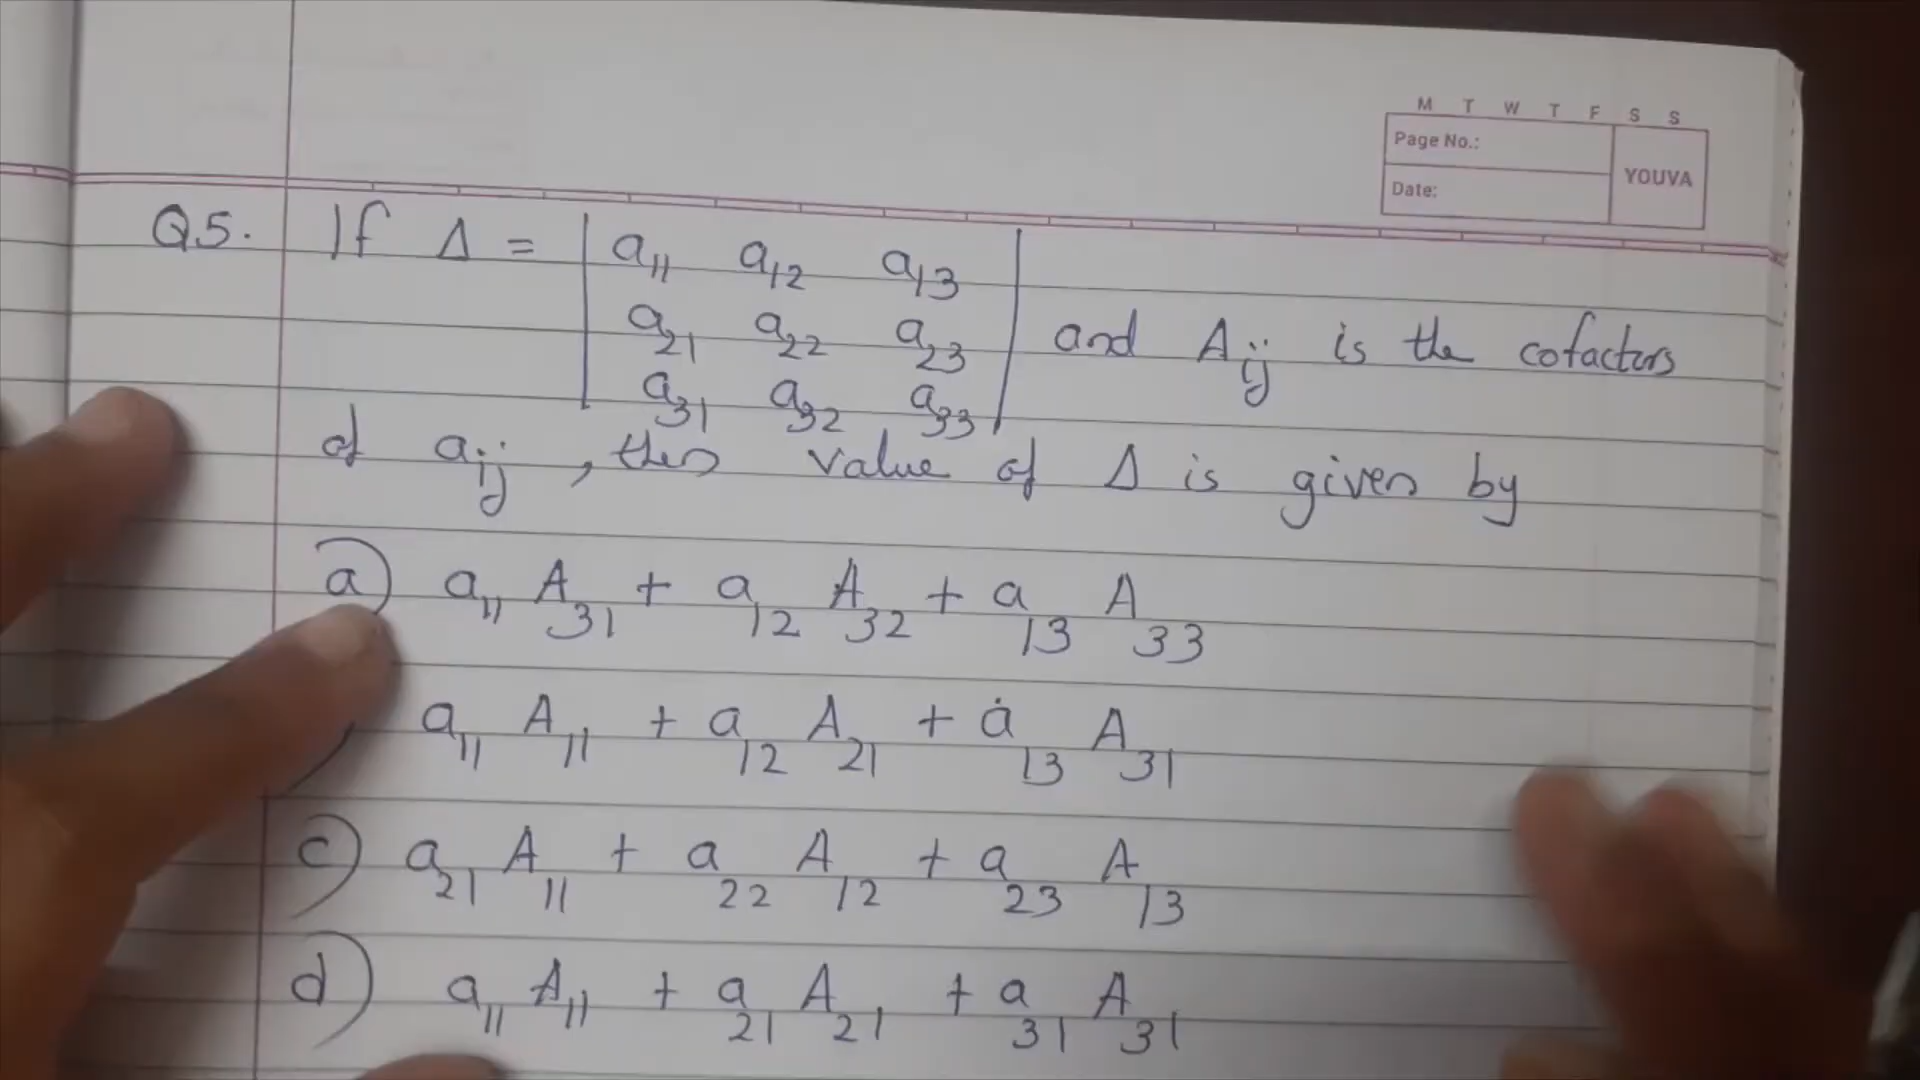 M T W T F S S
Page No.:
YOUVA
Date:
Q5. If Δ = | a₁₁ a₁₂ a₁₃ |
| a₂₁ a₂₂ a₂₃ | and Aᵢⱼ is the cofactors
| a₃₁ a₃₂ a₃₃ |
of aᵢⱼ, then value of Δ is given by
a) a₁₁ A₃₁ + a₁₂ A₃₂ + a₁₃ A₃₃
a₁₁ A₁₁ + a₁₂ A₂₁ + a₁₃ A₃₁
c) a₂₁ A₁₁ + a₂₂ A₁₂ + a₂₃ A₁₃
d) a₁₁ A₁₁ + a₂₁ A₂₁ + a₃₁ A₃₁